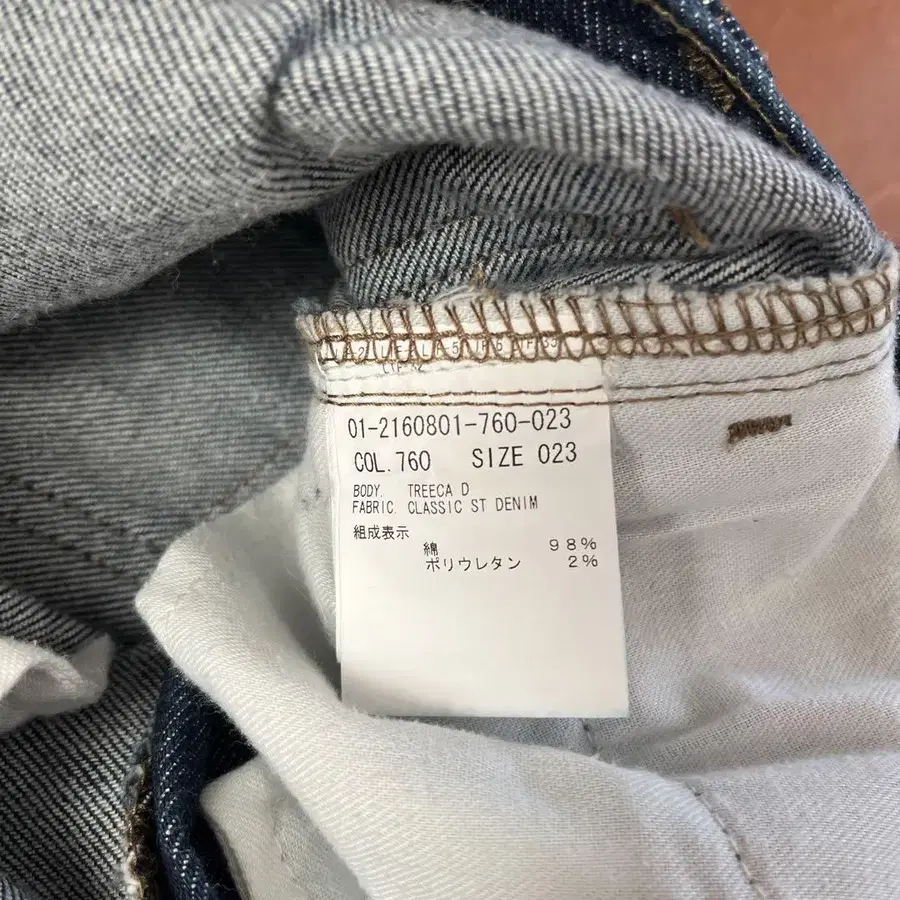 01-2160801-760-023
COL.760 SIZE 023
BODY. TREECA D
FABRIC. CLASSIC ST DENIM
組成表示
綿 98%
ポリウレタン 2%